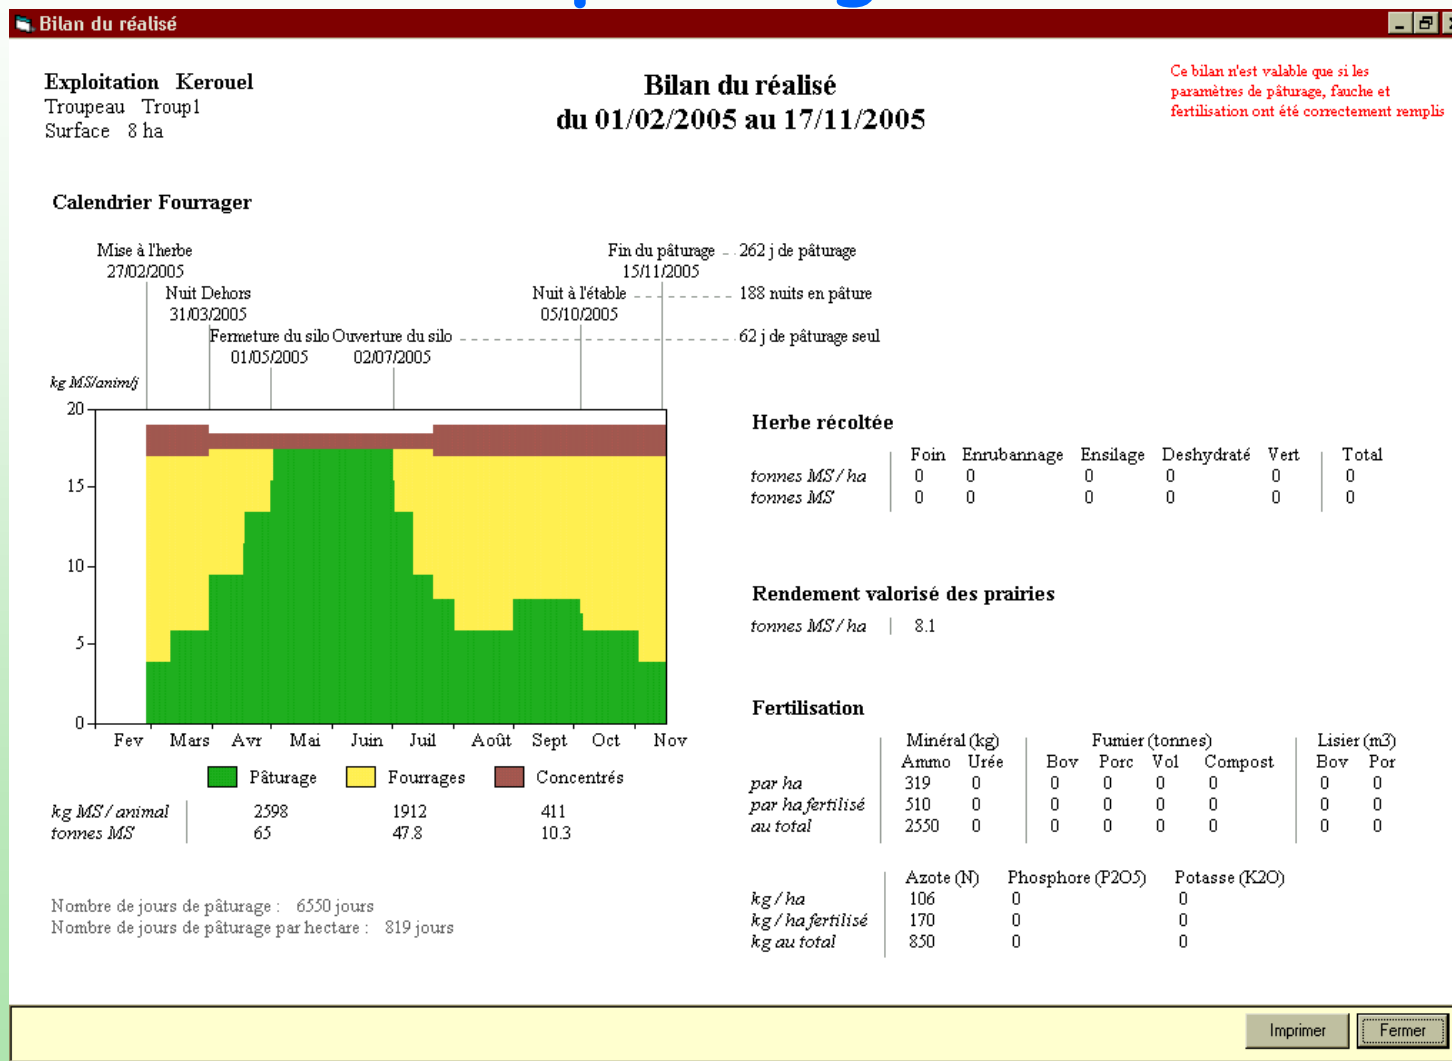 Bilan du réalisé
Exploitation Kerouel
Troupeau Troup1
Surface 8 ha
Bilan du réalisé
du 01/02/2005 au 17/11/2005
Ce bilan n'est valable que si les
paramètres de pâturage, fauche et
fertilisation ont été correctement remplis
Calendrier Fourrager
Mise à l'herbe
27/02/2005
Fin du pâturage
15/11/2005
262 j de pâturage
Nuit Dehors
31/03/2005
Nuit à l'étable
05/10/2005
188 nuits en pâture
Fermeture du silo
01/05/2005
Ouverture du silo
02/07/2005
62 j de pâturage seul
kg MS/anim/j
20
15
10
5
0
Fev Mars Avr Mai Juin Juil Août Sept Oct Nov
Pâturage Fourrages Concentrés
kg MS / animal 2598 1912 411
tonnes MS 65 47.8 10.3
Nombre de jours de pâturage : 6550 jours
Nombre de jours de pâturage par hectare : 819 jours
Herbe récoltée
Foin Enrubannage Ensilage Deshydraté Vert Total
tonnes MS / ha 0 0 0 0 0 0
tonnes MS 0 0 0 0 0 0
Rendement valorisé des prairies
tonnes MS / ha 8.1
Fertilisation
Minéral (kg) Fumier (tonnes) Lisier (m3)
Ammo Urée Bov Porc Vol Compost Bov Por
par ha 319 0 0 0 0 0 0 0
par ha fertilisé 510 0 0 0 0 0 0 0
au total 2550 0 0 0 0 0 0 0
Azote (N) Phosphore (P2O5) Potasse (K2O)
kg / ha 106 0 0
kg / ha fertilisé 170 0 0
kg au total 850 0 0
Imprimer Fermer